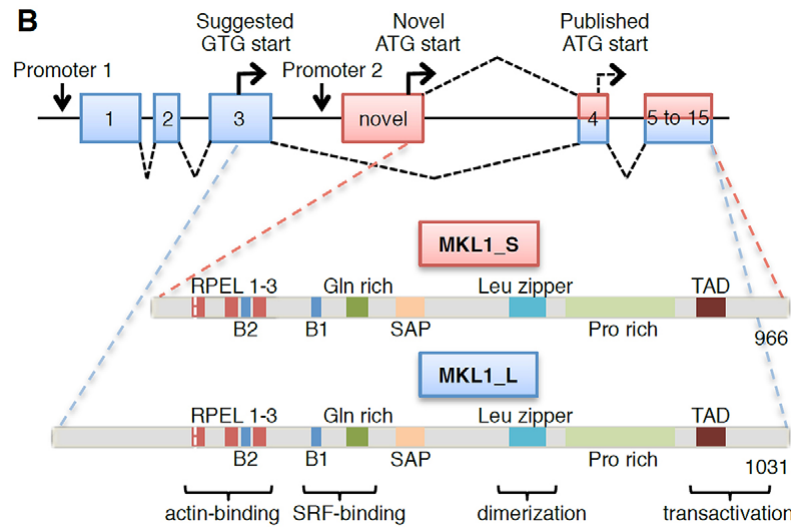 B
Suggested
GTG start
Novel
ATG start
Published
ATG start
Promoter 1
Promoter 2
1
2
3
novel
4
5 to 15
MKL1_S
RPEL 1-3
Gln rich
Leu zipper
TAD
B2
B1
SAP
Pro rich
966
MKL1_L
RPEL 1-3
Gln rich
Leu zipper
TAD
B2
B1
SAP
Pro rich
1031
actin-binding
SRF-binding
dimerization
transactivation